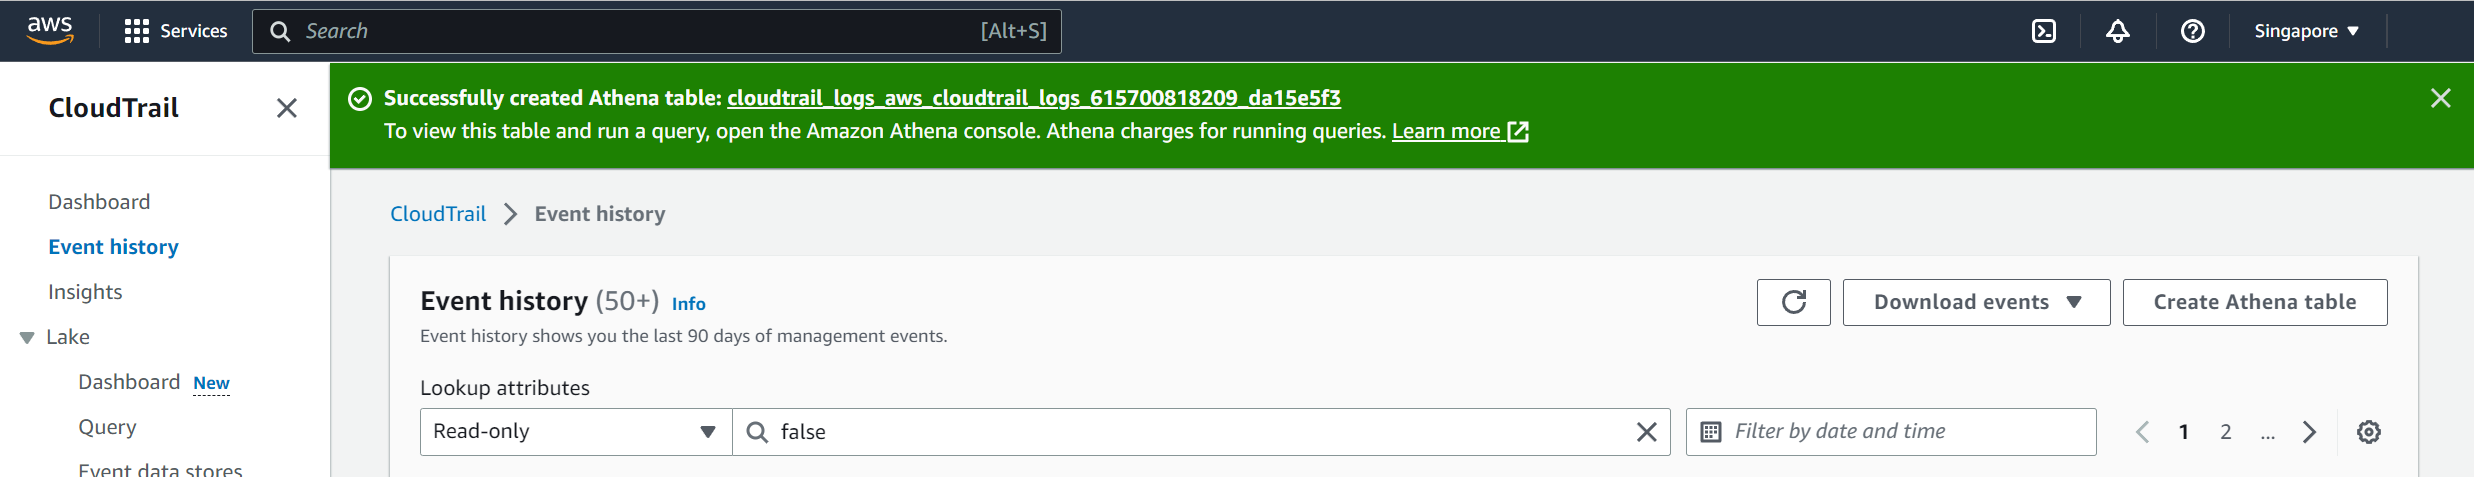 aws
Services
Search
[Alt+S]
Singapore
CloudTrail
Dashboard
Event history
Insights
Lake
Dashboard New
Query
Event data stores
Successfully created Athena table: cloudtrail_logs_aws_cloudtrail_logs_615700818209_da15e5f3
To view this table and run a query, open the Amazon Athena console. Athena charges for running queries. Learn more
CloudTrail Event history
Event history (50+) Info
Event history shows you the last 90 days of management events.
Download events
Create Athena table
Lookup attributes
Read-only
false
Filter by date and time
1 2 ...